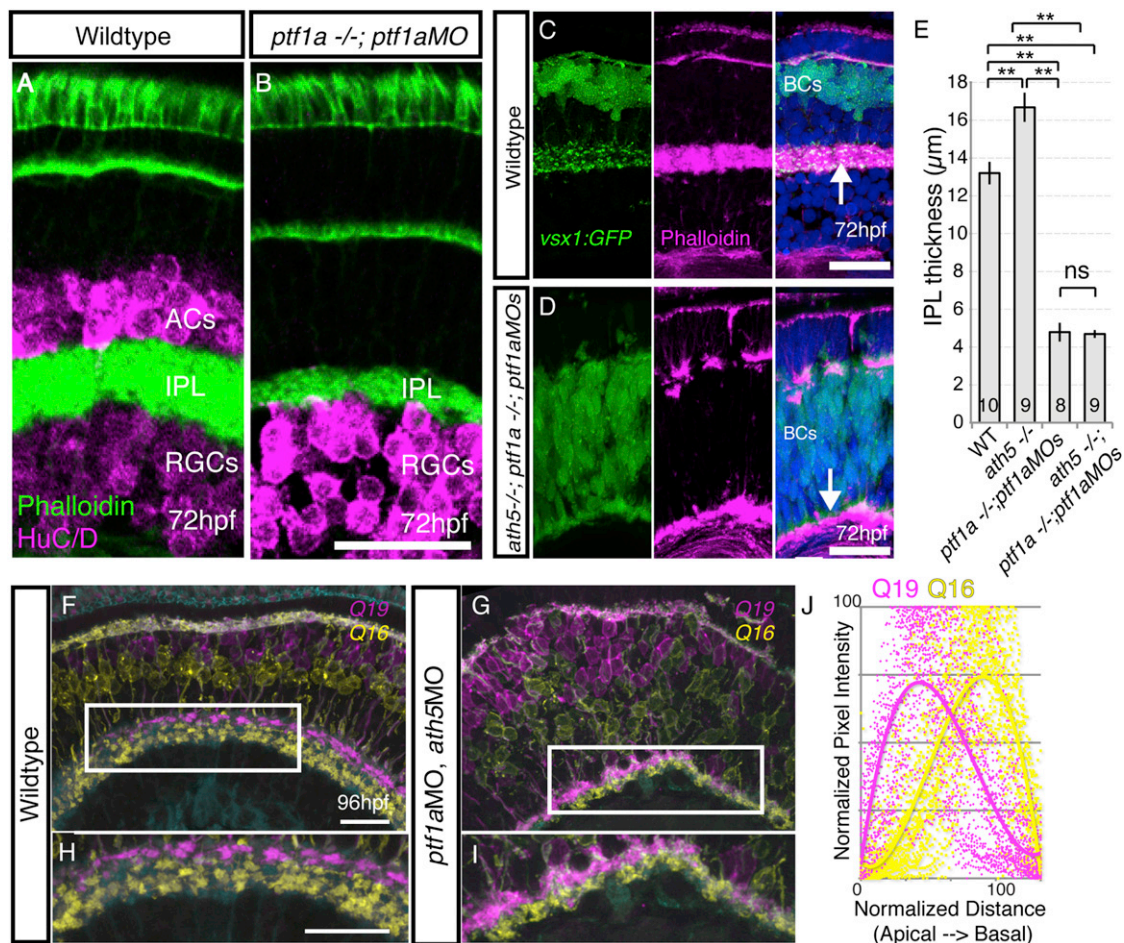 Wildtype
ptf1a -/-; ptf1aMO
A
ACs
IPL
RGCs
Phalloidin
HuC/D
72hpf
B
IPL
RGCs
72hpf
Wildtype
C
vsx1:GFP
Phalloidin
BCs
72hpf
ath5-/-; ptf1a -/-; ptf1aMOs
D
BCs
72hpf
E
IPL thickness (µm)
18
16
14
12
10
8
6
4
2
0
**
**
**
**
**
ns
10
9
8
9
WT
ath5 -/-
ptf1a -/-;ptf1aMOs
ath5 -/-;
ptf1a -/-;ptf1aMOs
Wildtype
F
Q19
Q16
96hpf
H
ptf1aMO, ath5MO
G
Q19
Q16
I
Q19 Q16
J
100
Normalized Pixel Intensity
0
100
Normalized Distance
(Apical --> Basal)